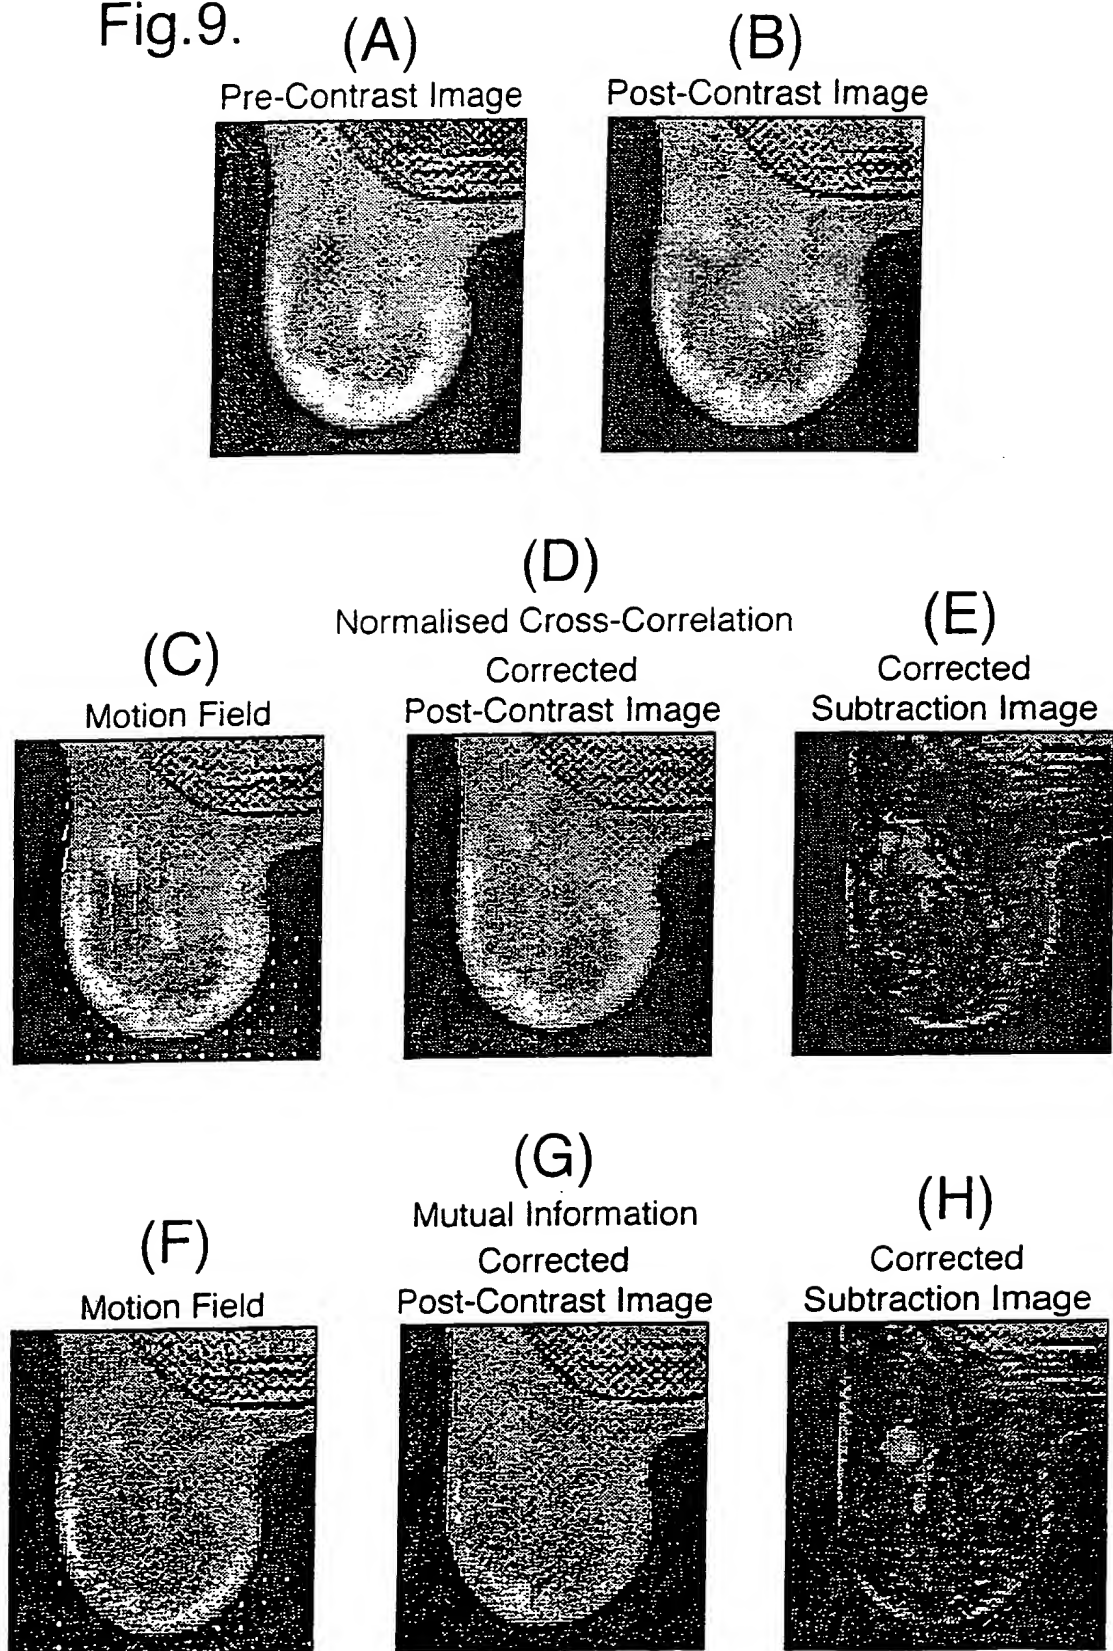 Fig.9.
(A)
Pre-Contrast Image
(B)
Post-Contrast Image
(C)
Motion Field
(D)
Normalised Cross-Correlation
Corrected
Post-Contrast Image
(E)
Corrected
Subtraction Image
(F)
Motion Field
(G)
Mutual Information
Corrected
Post-Contrast Image
(H)
Corrected
Subtraction Image